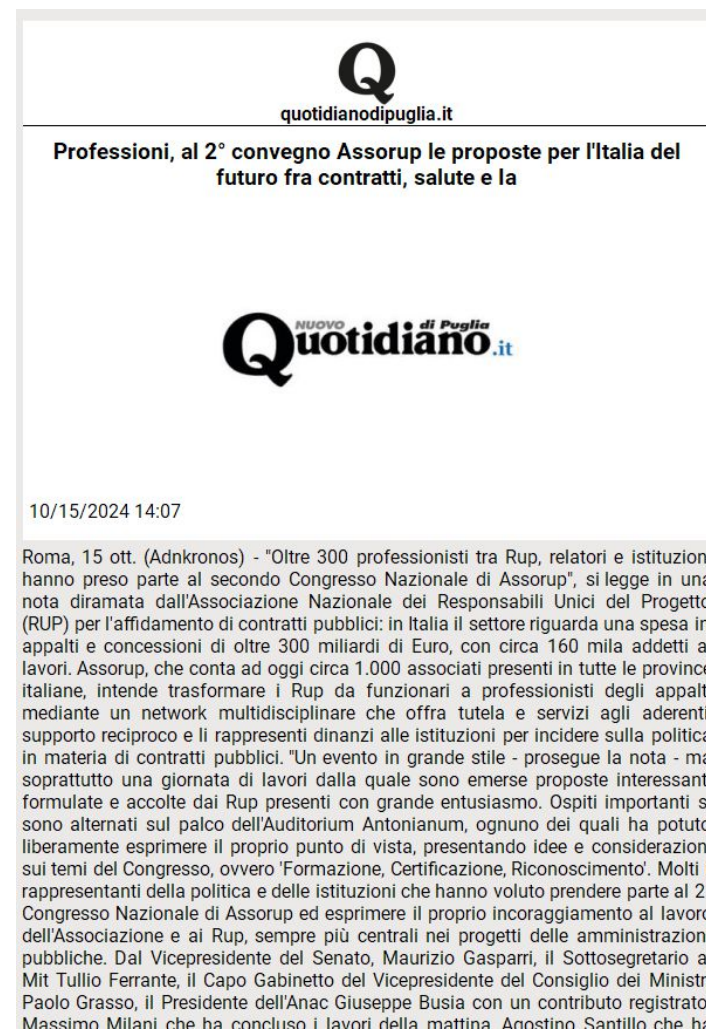 Q
quotidianodipuglia.it
Professioni, al 2° convegno Assorup le proposte per l'Italia del
futuro fra contratti, salute e la
NUOVO Quotidiano di Puglia .it
10/15/2024 14:07
Roma, 15 ott. (Adnkronos) - "Oltre 300 professionisti tra Rup, relatori e istituzion
hanno preso parte al secondo Congresso Nazionale di Assorup", si legge in una
nota diramata dall'Associazione Nazionale dei Responsabili Unici del Progetto
(RUP) per l'affidamento di contratti pubblici: in Italia il settore riguarda una spesa in
appalti e concessioni di oltre 300 miliardi di Euro, con circa 160 mila addetti a
lavori. Assorup, che conta ad oggi circa 1.000 associati presenti in tutte le province
italiane, intende trasformare i Rup da funzionari a professionisti degli appalt
mediante un network multidisciplinare che offra tutela e servizi agli aderenti
supporto reciproco e li rappresenti dinanzi alle istituzioni per incidere sulla politica
in materia di contratti pubblici. "Un evento in grande stile - prosegue la nota - ma
soprattutto una giornata di lavori dalla quale sono emerse proposte interessant
formulate e accolte dai Rup presenti con grande entusiasmo. Ospiti importanti s
sono alternati sul palco dell'Auditorium Antonianum, ognuno dei quali ha potuto
liberamente esprimere il proprio punto di vista, presentando idee e considerazion
sui temi del Congresso, ovvero 'Formazione, Certificazione, Riconoscimento'. Molti
rappresentanti della politica e delle istituzioni che hanno voluto prendere parte al 2
Congresso Nazionale di Assorup ed esprimere il proprio incoraggiamento al lavoro
dell'Associazione e ai Rup, sempre più centrali nei progetti delle amministrazion
pubbliche. Dal Vicepresidente del Senato, Maurizio Gasparri, il Sottosegretario a
Mit Tullio Ferrante, il Capo Gabinetto del Vicepresidente del Consiglio dei Ministr
Paolo Grasso, il Presidente dell'Anac Giuseppe Busia con un contributo registrato
Massimo Milani che ha concluso i lavori della mattina, Agostino Santillo che ha